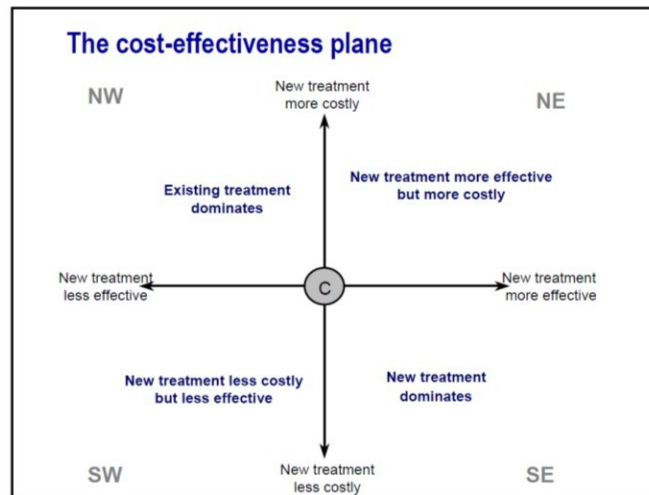 The cost-effectiveness plane
NW
New treatment
more costly
NE
Existing treatment
dominates
New treatment more effective
but more costly
New treatment
less effective
C
New treatment
more effective
New treatment less costly
but less effective
New treatment
dominates
SW
New treatment
less costly
SE